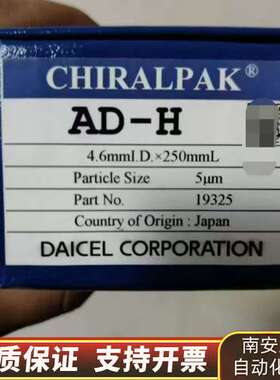 CHIRALPAK®
AD-H
4.6mmI.D.×250mmL
Particle Size 5μm
Part No. 19325
Country of Origin : Japan
DAICEL CORPORATION
质保证 支持开票
南安
自动化